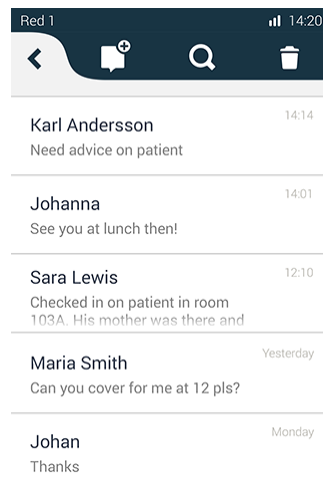 Red 1 14:20
14:14
Karl Andersson
Need advice on patient
14:01
Johanna
See you at lunch then!
12:10
Sara Lewis
Checked in on patient in room
103A. His mother was there and
Yesterday
Maria Smith
Can you cover for me at 12 pls?
Monday
Johan
Thanks